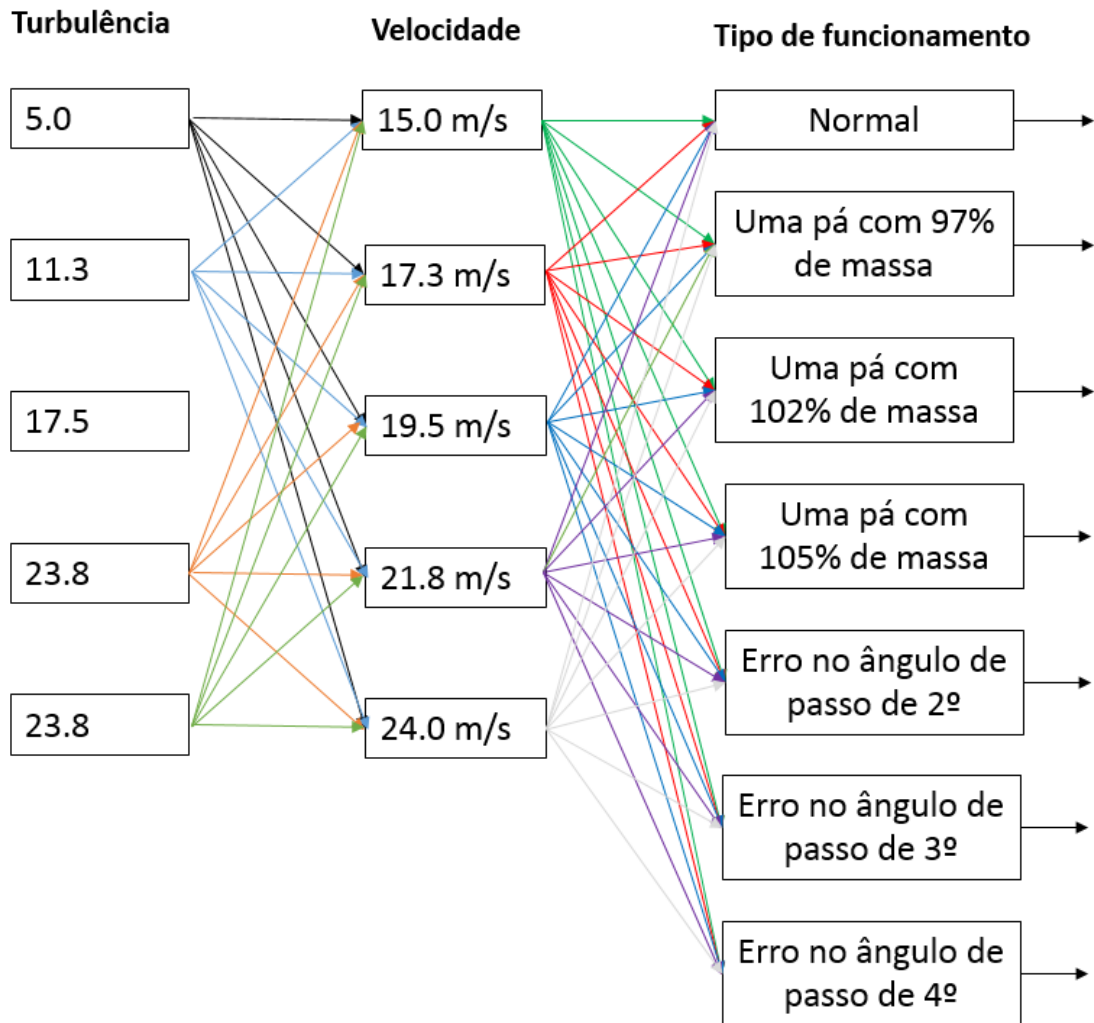 Turbulência
Velocidade
Tipo de funcionamento
5.0
15.0 m/s
Normal
11.3
17.3 m/s
Uma pá com 97%
de massa
17.5
19.5 m/s
Uma pá com
102% de massa
23.8
21.8 m/s
Uma pá com
105% de massa
23.8
24.0 m/s
Erro no ângulo de
passo de 2º
Erro no ângulo de
passo de 3º
Erro no ângulo de
passo de 4º